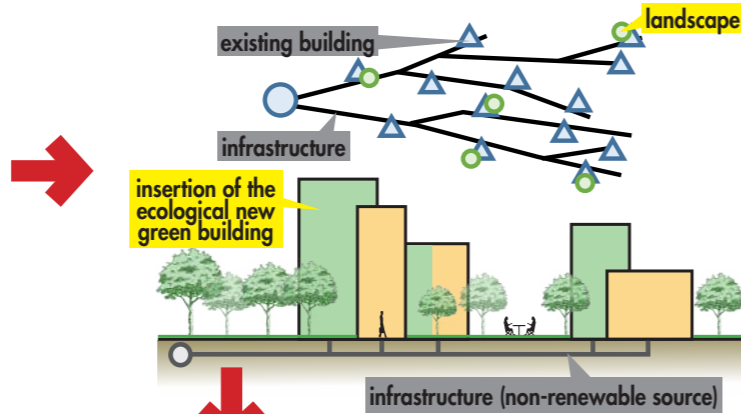 landscape
existing building
infrastructure
insertion of the
ecological new
green building
infrastructure (non-renewable source)